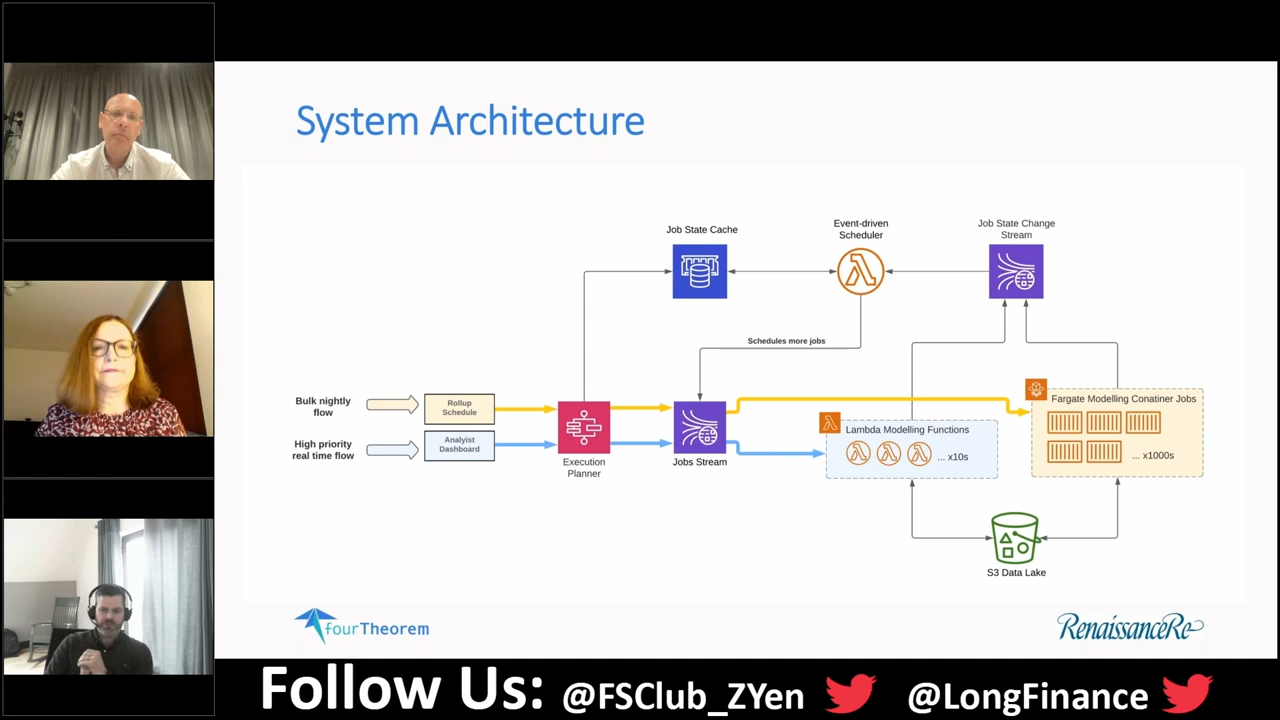 System Architecture
Job State Cache
Event-driven
Scheduler
Job State Change
Stream
Schedules more jobs
Bulk nightly
flow
Rollup
Schedule
High priority
real time flow
Analyist
Dashboard
Execution
Planner
Jobs Stream
Lambda Modelling Functions
... x10s
Fargate Modelling Conatiner Jobs
... x1000s
S3 Data Lake
fourTheorem
RenaissanceRe
Follow Us: @FSClub_ZYen @LongFinance